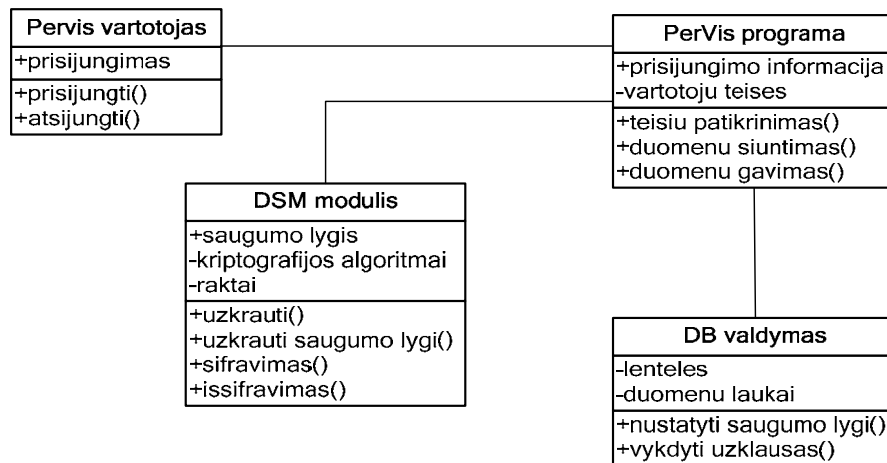 Pervis vartotojas
+prisijungimas
+prisijungti()
+atsijungti()
PerVis programa
+prisijungimo informacija
-vartotoju teises
+teisiu patikrinimas()
+duomenu siuntimas()
+duomenu gavimas()
DSM modulis
+saugumo lygis
-kriptografijos algoritmai
-raktai
+uzkrauti()
+uzkrauti saugumo lygi()
+sifravimas()
+issifravimas()
DB valdymas
-lenteles
-duomenu laukai
+nustatyti saugumo lygi()
+vykdyti uzklausas()